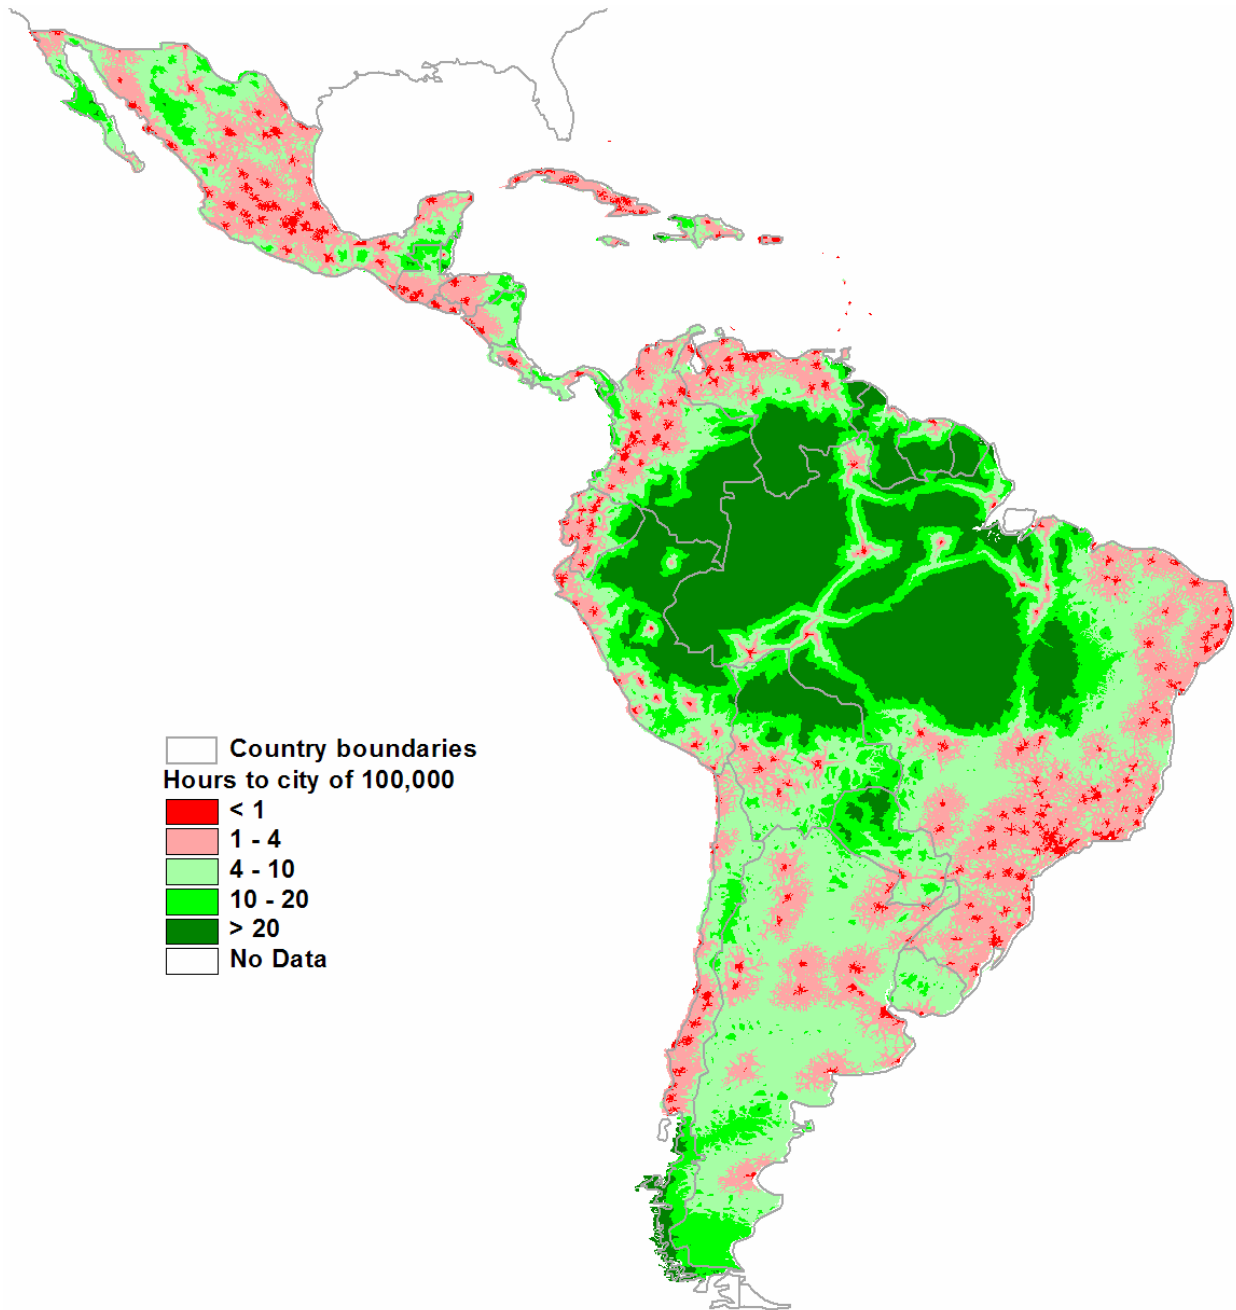 Country boundaries
Hours to city of 100,000
< 1
1 - 4
4 - 10
10 - 20
> 20
No Data